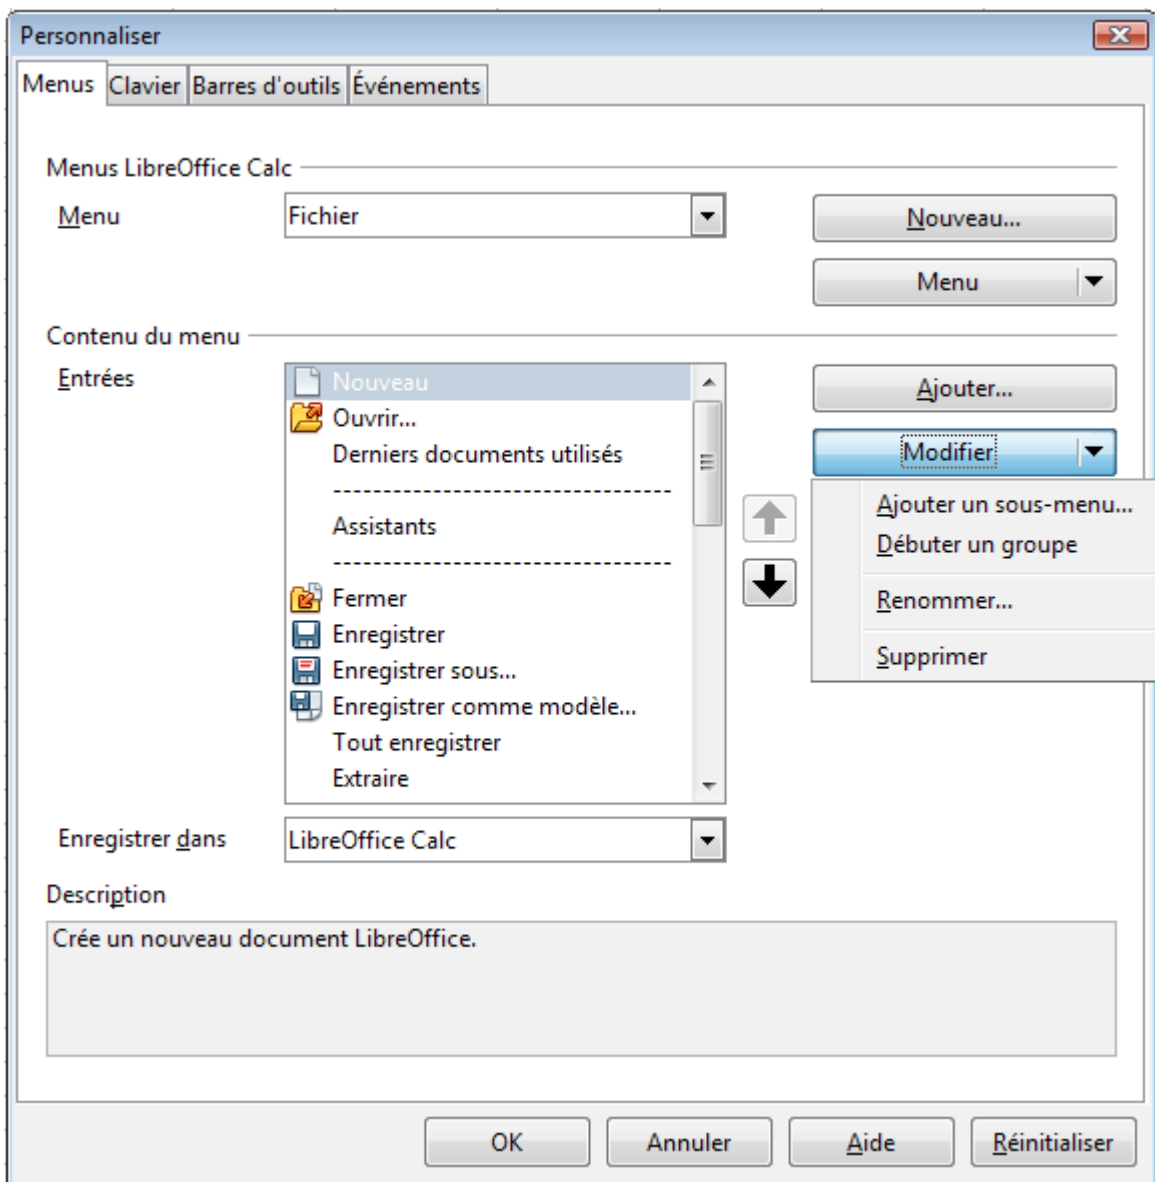 Personnaliser
Menus Clavier Barres d'outils Événements
Menus LibreOffice Calc
Menu Fichier Nouveau...
Menu
Contenu du menu
Entrées Nouveau Ajouter...
Ouvrir...
Derniers documents utilisés Modifier
---------------------------------
Ajouter un sous-menu...
Assistants
Débuter un groupe
---------------------------------
Fermer Renommer...
Enregistrer
Enregistrer sous... Supprimer
Enregistrer comme modèle...
Tout enregistrer
Extraire
Enregistrer dans LibreOffice Calc
Description
Crée un nouveau document LibreOffice.
OK Annuler Aide Réinitialiser